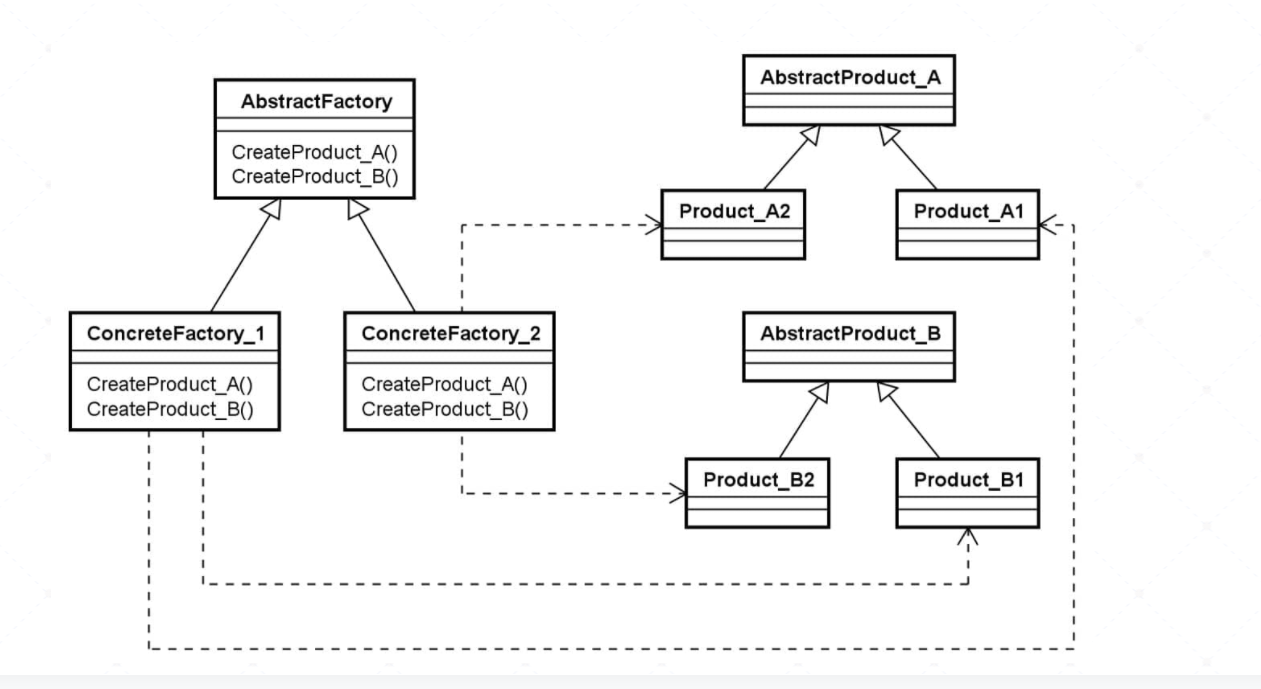 AbstractFactory
CreateProduct_A()
CreateProduct_B()
AbstractProduct_A
Product_A2
Product_A1
ConcreteFactory_1
CreateProduct_A()
CreateProduct_B()
ConcreteFactory_2
CreateProduct_A()
CreateProduct_B()
AbstractProduct_B
Product_B2
Product_B1